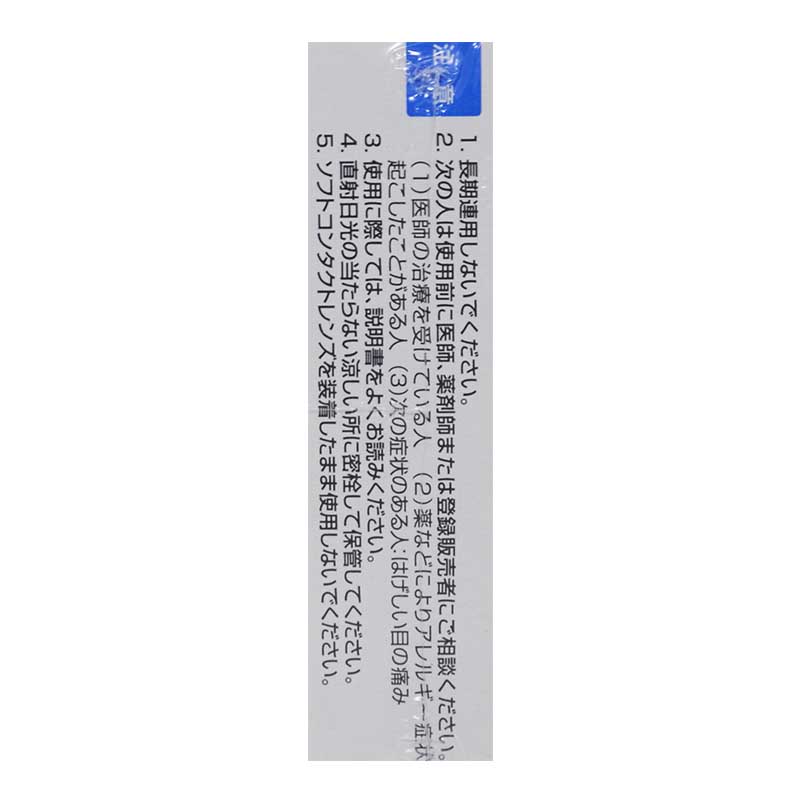 注意
1. 長期連用しないでください。
2. 次の人は使用前に医師、薬剤師または登録販売者にご相談ください。
(1)医師の治療を受けている人 (2)薬などによりアレルギー症状
起こしたことがある人 (3)次の症状のある人:はげしい目の痛み
3. 使用に際しては、説明書をよくお読みください。
4. 直射日光の当たらない涼しい所に密栓して保管してください。
5. ソフトコンタクトレンズを装着したまま使用しないでください。